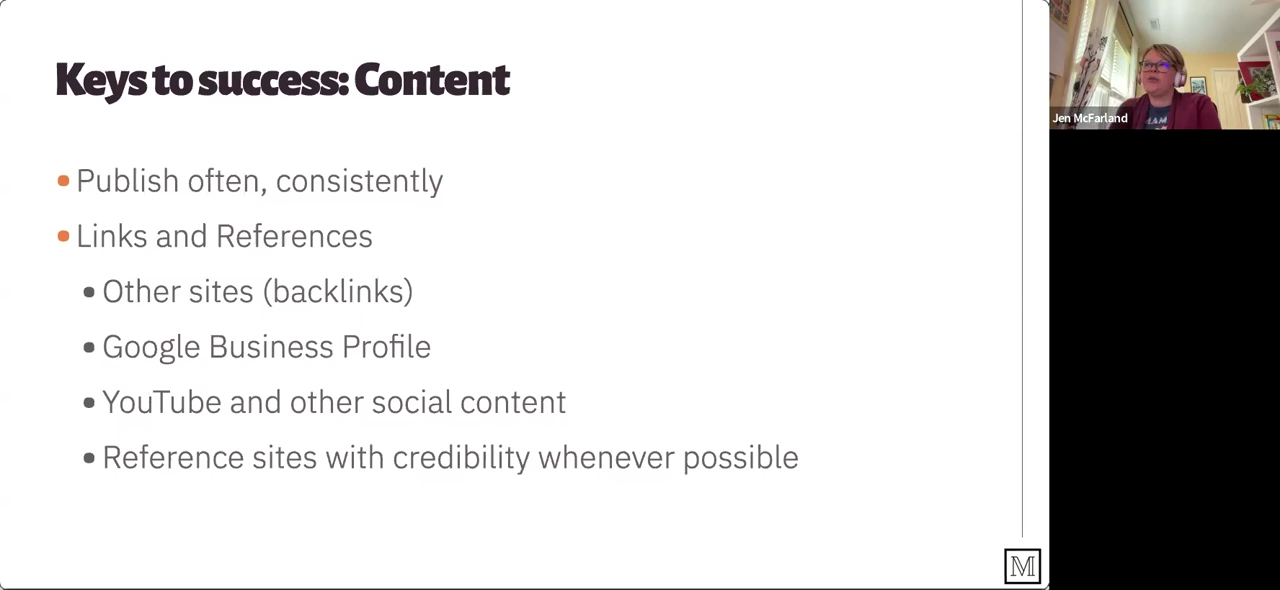 Keys to success: Content
• Publish often, consistently
• Links and References
• Other sites (backlinks)
• Google Business Profile
• YouTube and other social content
• Reference sites with credibility whenever possible
M
Jen McFarland